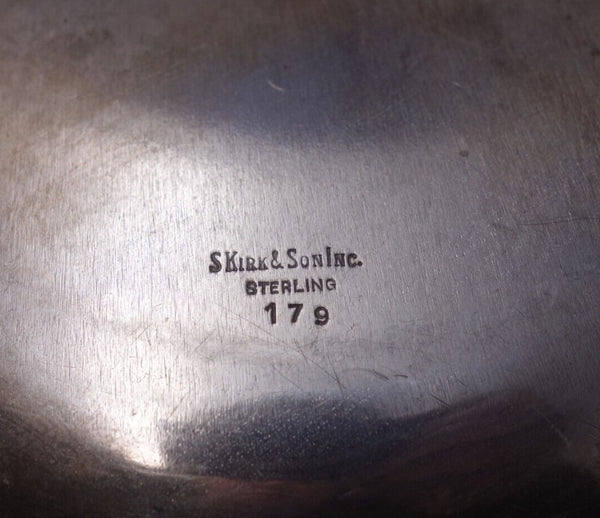 S KIRK & SON INC.
STERLING
179